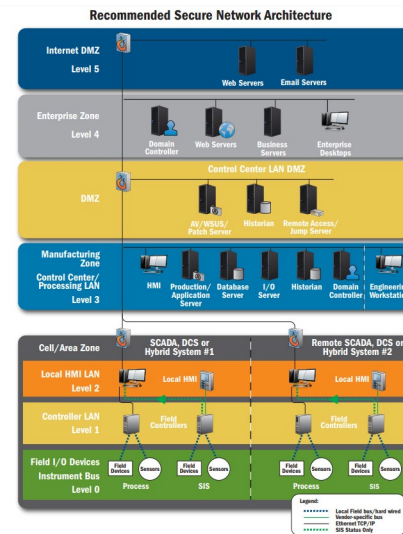 Recommended Secure Network Architecture
Internet DMZ
Level 5
Web Servers
Email Servers
Enterprise Zone
Level 4
Domain
Controller
Web Servers
Business
Servers
Enterprise
Desktops
Control Center LAN DMZ
DMZ
AV/WSUS/
Patch Server
Historian
Remote Access/
Jump Server
Manufacturing
Zone
Control Center/
Processing LAN
Level 3
HMI
Production/
Application
Server
Database
Server
I/O
Server
Historian
Domain
Controller
Engineering
Workstatio
Cell/Area Zone
SCADA, DCS or
Hybrid System #1
Remote SCADA, DCS or
Hybrid System #2
Local HMI LAN
Level 2
Local HMI
Local HMI
Controller LAN
Level 1
Field
Controllers
Field
Controllers
Field I/O Devices
Instrument Bus
Level 0
Field
Devices
Sensors
Process
Field
Devices
Sensors
SIS
Field
Devices
Sensors
Process
Field
Devices
Sensors
SIS
Legend:
Local Field bus/hard wired
Vendor-specific bus
Ethernet TCP/IP
SIS Status Only